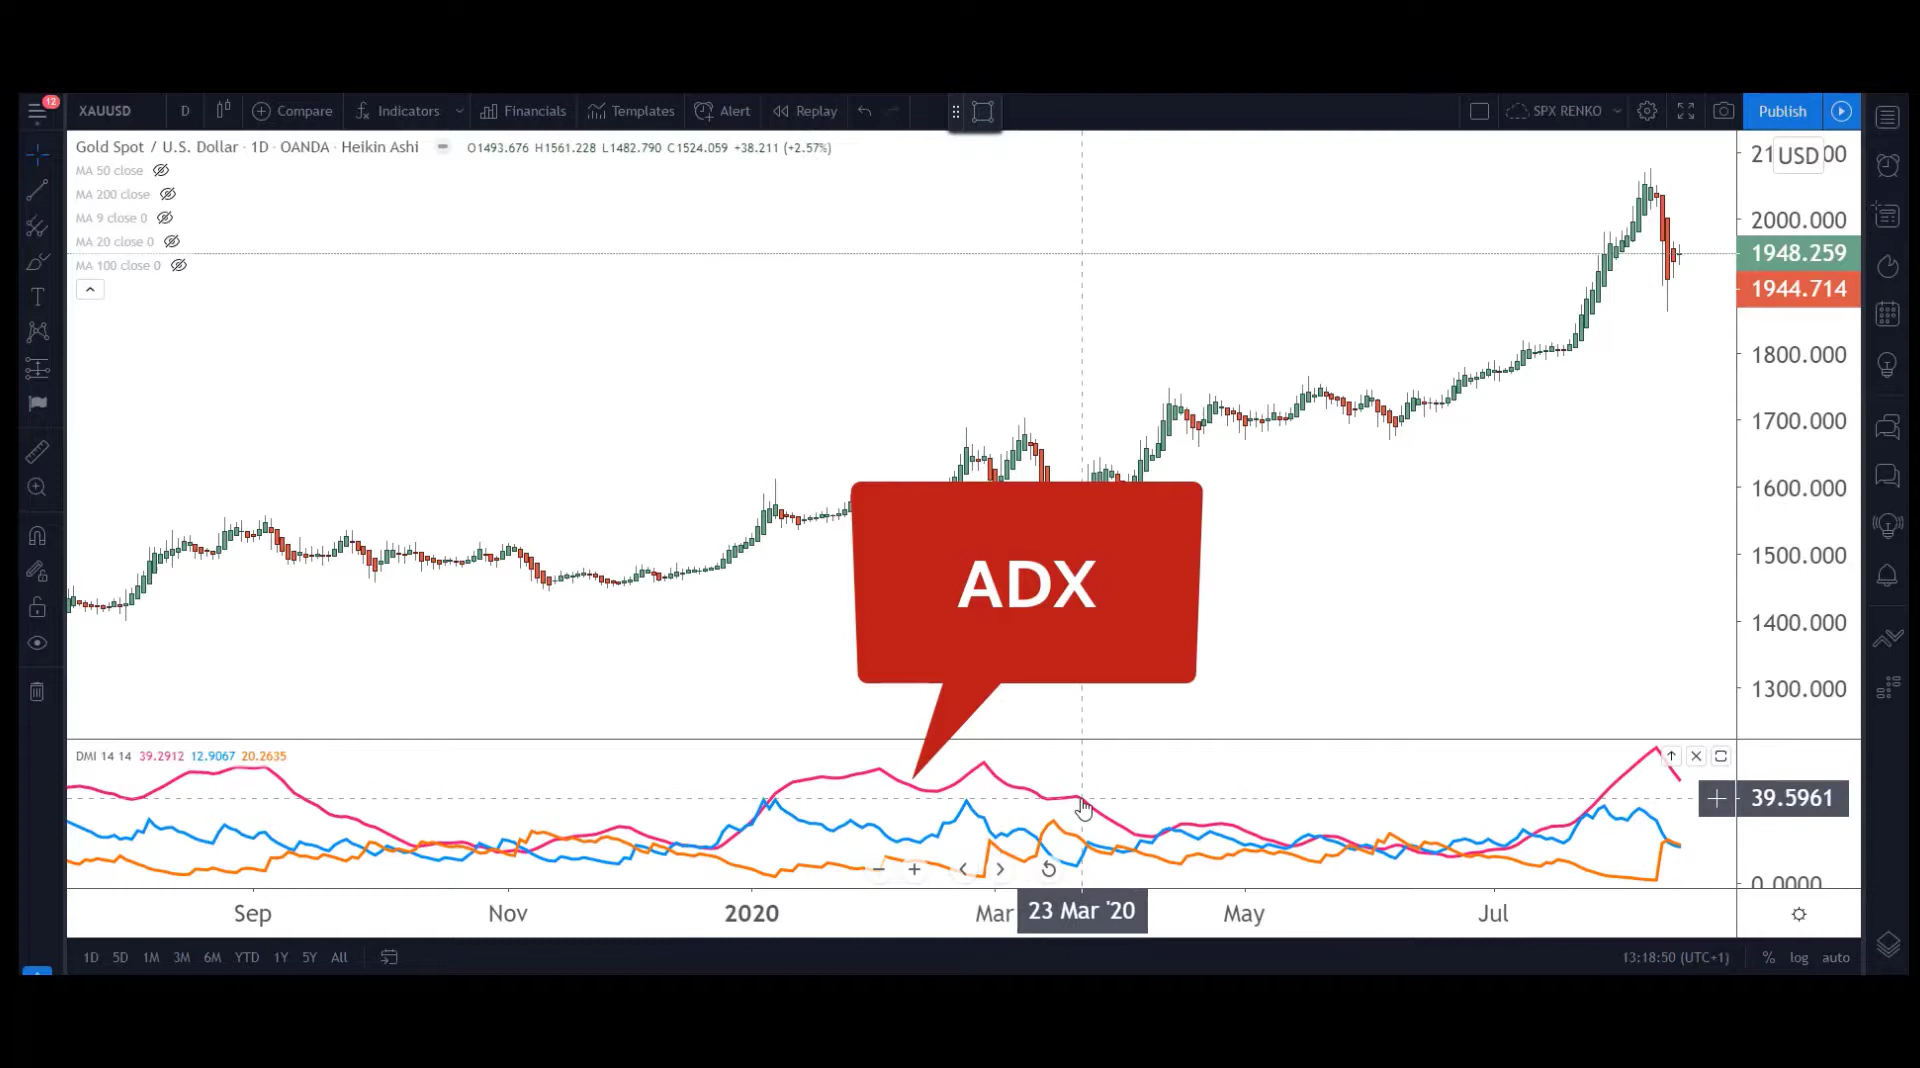 12
XAUUSD D Compare Indicators Financials Templates Alert Replay SPX RENKO Publish
Gold Spot / U.S. Dollar · 1D · OANDA · Heikin Ashi O1493.676 H1561.228 L1482.790 C1524.059 +38.211 (+2.57%)
MA 50 close
MA 200 close
MA 9 close 0
MA 20 close 0
MA 100 close 0
USD
2000.000
1948.259
1944.714
1800.000
1700.000
1600.000
1500.000
1400.000
1300.000
ADX
DMI 14 14 39.2912 12.9067 20.2635
39.5961
0.0000
Sep Nov 2020 Mar 23 Mar '20 May Jul
1D 5D 1M 3M 6M YTD 1Y 5Y All 13:18:50 (UTC+1) % log auto